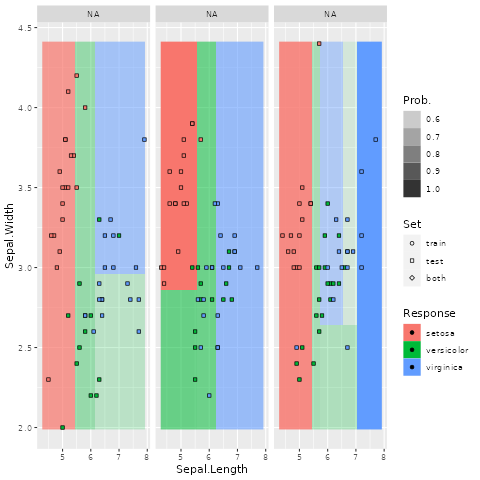 NA NA NA
4.5
4.0
3.5
3.0
2.5
2.0
Sepal.Width
5 6 7 8 5 6 7 8 5 6 7 8
Sepal.Length
Prob.
0.6
0.7
0.8
0.9
1.0
Set
train
test
both
Response
setosa
versicolor
virginica